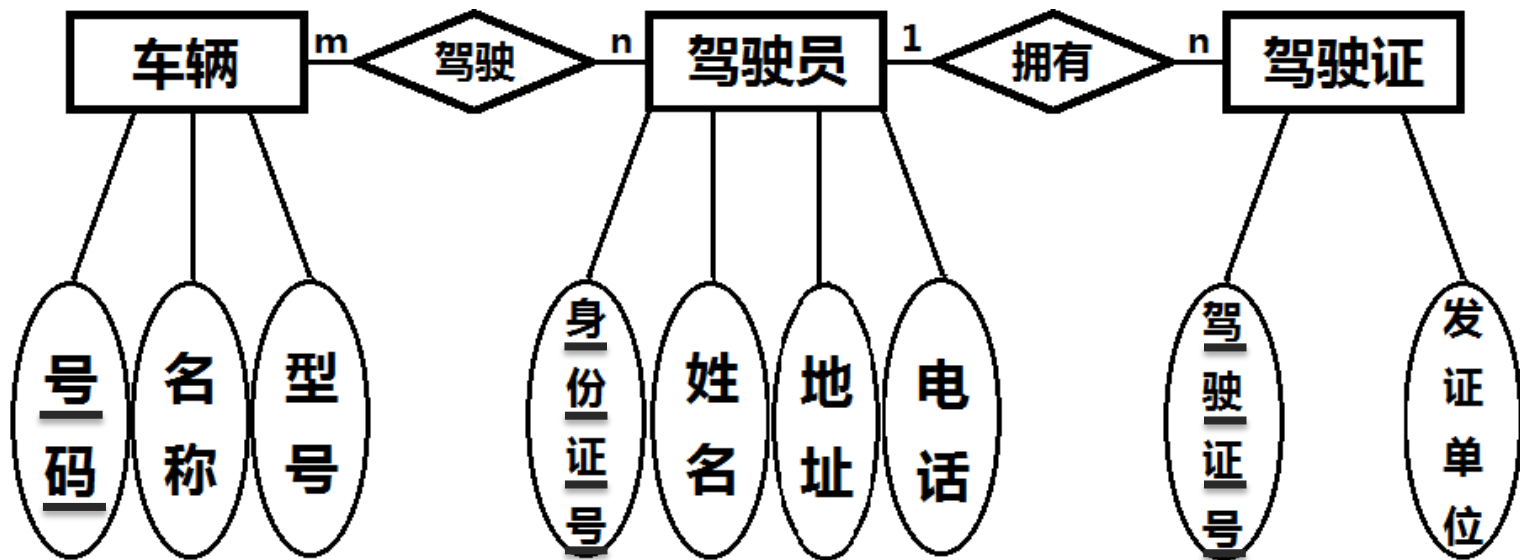 车辆 m 驾驶 n 驾驶员 1 拥有 n 驾驶证
号码
名称
型号
身份证号
姓名
地址
电话
驾驶证号
发证单位